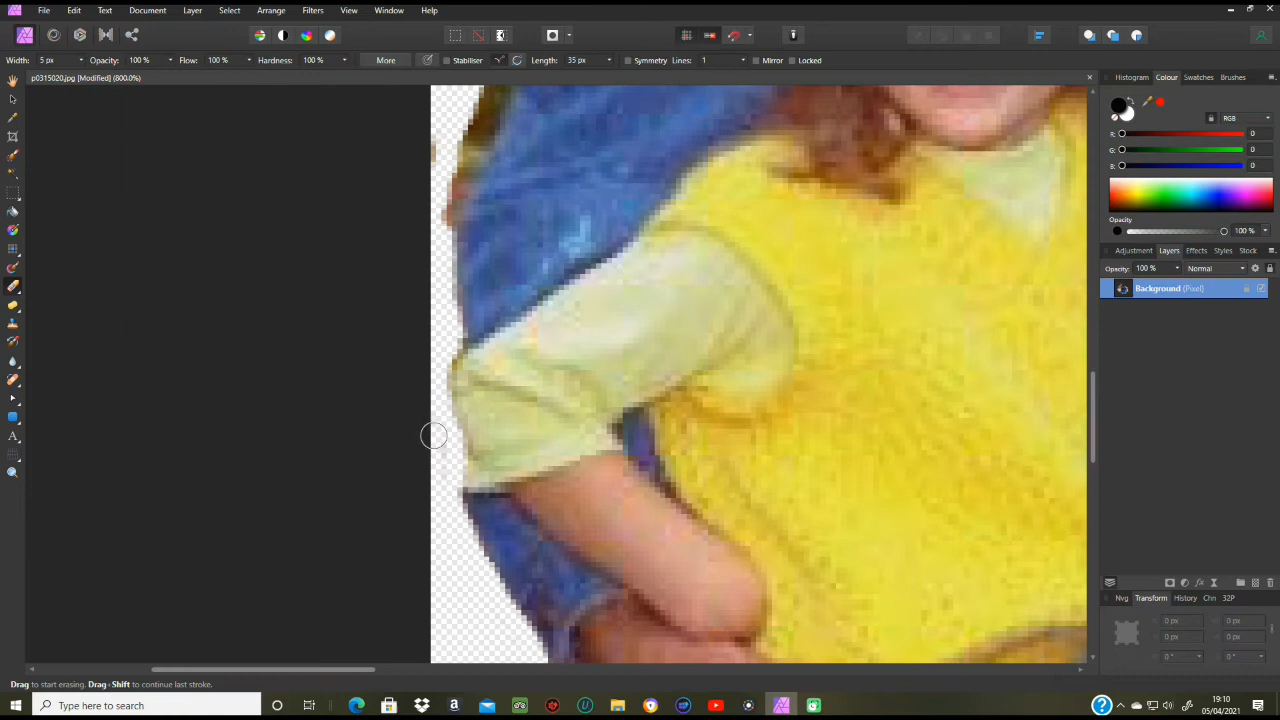 File Edit Text Document Layer Select Arrange Filters View Window Help
Width: 5 px Opacity: 100 % Flow: 100 % Hardness: 100 % More Stabiliser Length: 35 px Symmetry Lines: 1 Mirror Locked
p0315020.jpg [Modified] (800.0%)
Histogram Colour Swatches Brushes
RGB
R: 0
G: 0
B: 0
Opacity
100 %
Adjustment Layers Effects Styles Stock
Opacity: 100 % Normal
Background (Pixel)
Nvg Transform History Chn 32P
0 px 0 px
0 px 0 px
0 ° 0 °
Drag to start erasing. Drag+Shift to continue last stroke.
Type here to search
19:10
05/04/2021